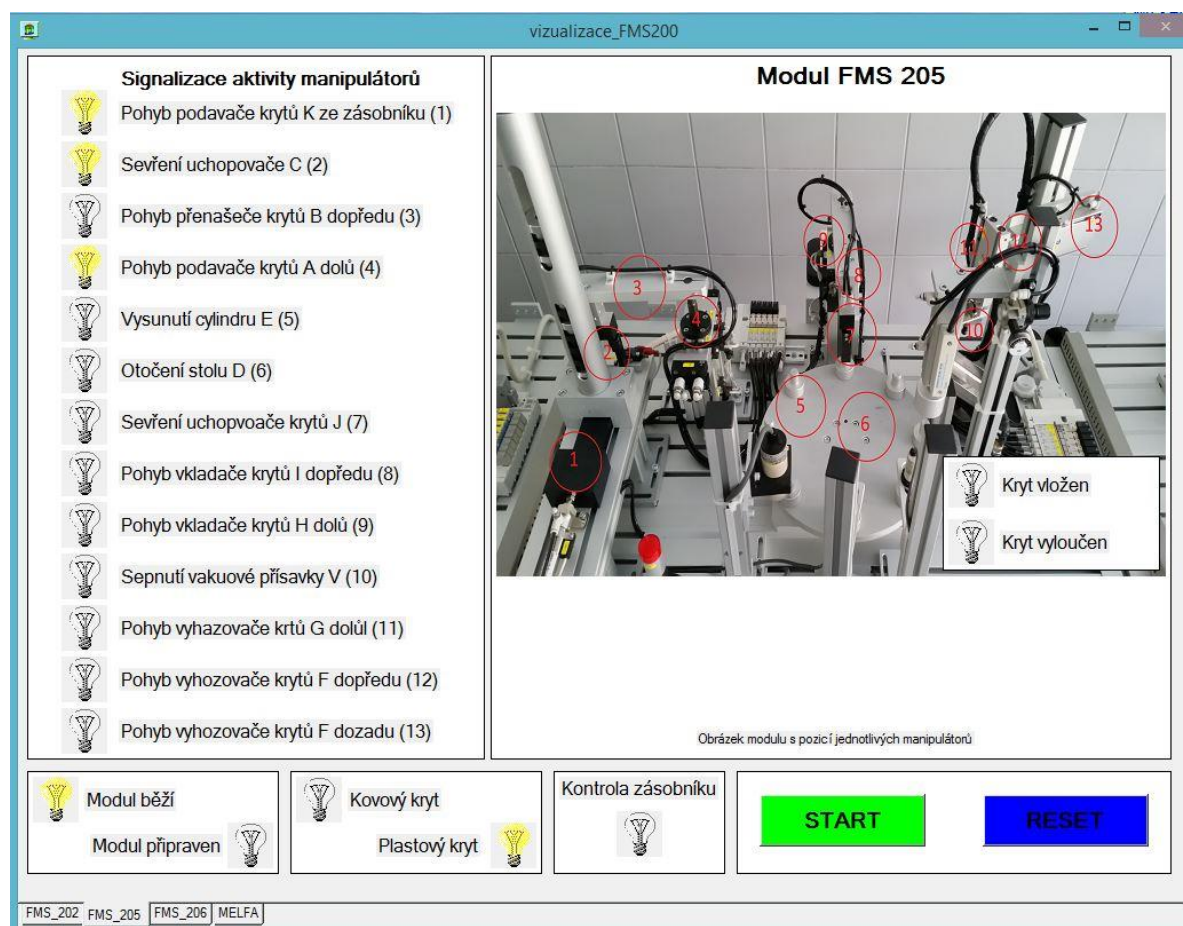 vizualizace_FMS200
Signalizace aktivity manipulátorů
Pohyb podavače krytů K ze zásobníku (1)
Sevření uchopovače C (2)
Pohyb přenašeče krytů B dopředu (3)
Pohyb podavače krytů A dolů (4)
Vysunutí cylindru E (5)
Otočení stolu D (6)
Sevření uchopvoače krytů J (7)
Pohyb vkladače krytů I dopředu (8)
Pohyb vkladače krytů H dolů (9)
Sepnutí vakuové přísavky V (10)
Pohyb vyhazovače krtů G dolůl (11)
Pohyb vyhozovače krytů F dopředu (12)
Pohyb vyhozovače krytů F dozadu (13)
Modul FMS 205
1
2
3
4
5
6
7
8
9
10
11
12
13
Kryt vložen
Kryt vyloučen
Obrázek modulu s pozicí jednotlivých manipulátorů
Modul běží
Modul připraven
Kovový kryt
Plastový kryt
Kontrola zásobníku
START
RESET
FMS_202 FMS_205 FMS_206 MELFA